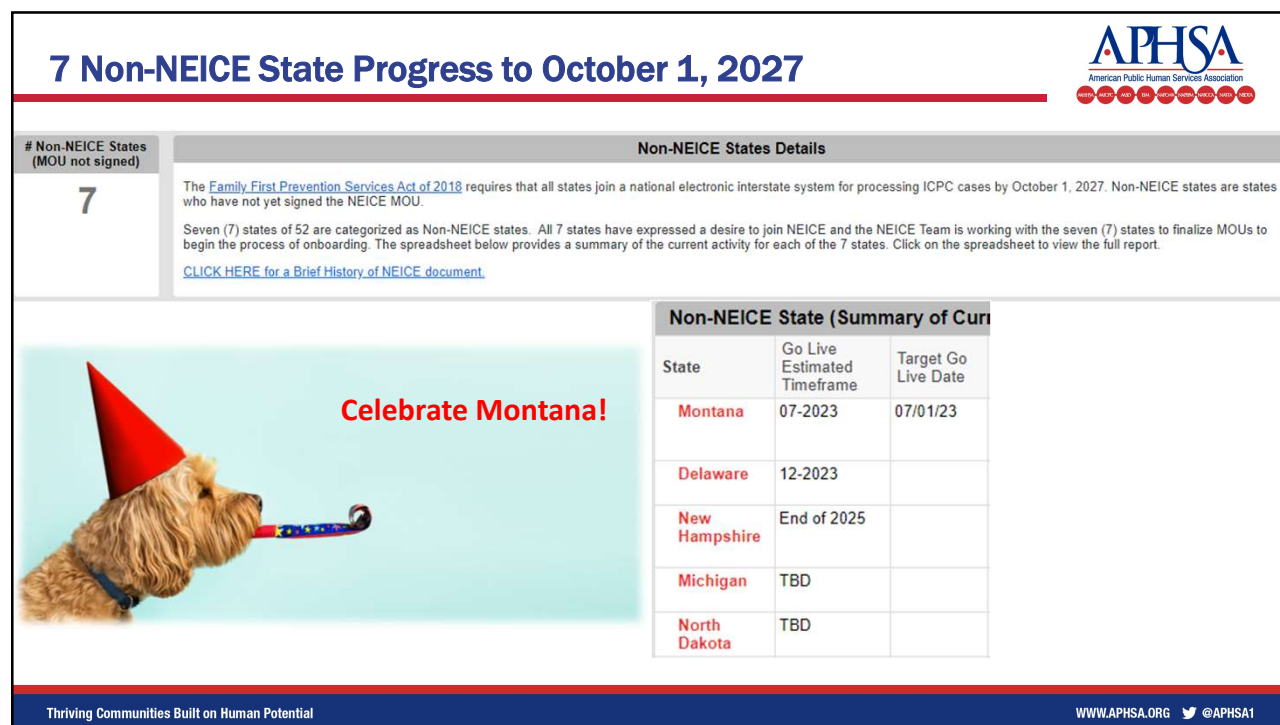 7 Non-NEICE State Progress to October 1, 2027
APHSA
American Public Human Services Association
# Non-NEICE States
(MOU not signed)
7
Non-NEICE States Details
The Family First Prevention Services Act of 2018 requires that all states join a national electronic interstate system for processing ICPC cases by October 1, 2027. Non-NEICE states are states
who have not yet signed the NEICE MOU.
Seven (7) states of 52 are categorized as Non-NEICE states. All 7 states have expressed a desire to join NEICE and the NEICE Team is working with the seven (7) states to finalize MOUs to
begin the process of onboarding. The spreadsheet below provides a summary of the current activity for each of the 7 states. Click on the spreadsheet to view the full report.
CLICK HERE for a Brief History of NEICE document.
Celebrate Montana!
Non-NEICE State (Summary of Curr
State
Go Live
Estimated
Timeframe
Target Go
Live Date
Montana 07-2023 07/01/23
Delaware 12-2023
New
Hampshire
End of 2025
Michigan TBD
North
Dakota
TBD
Thriving Communities Built on Human Potential
WWW.APHSA.ORG @APHSA1